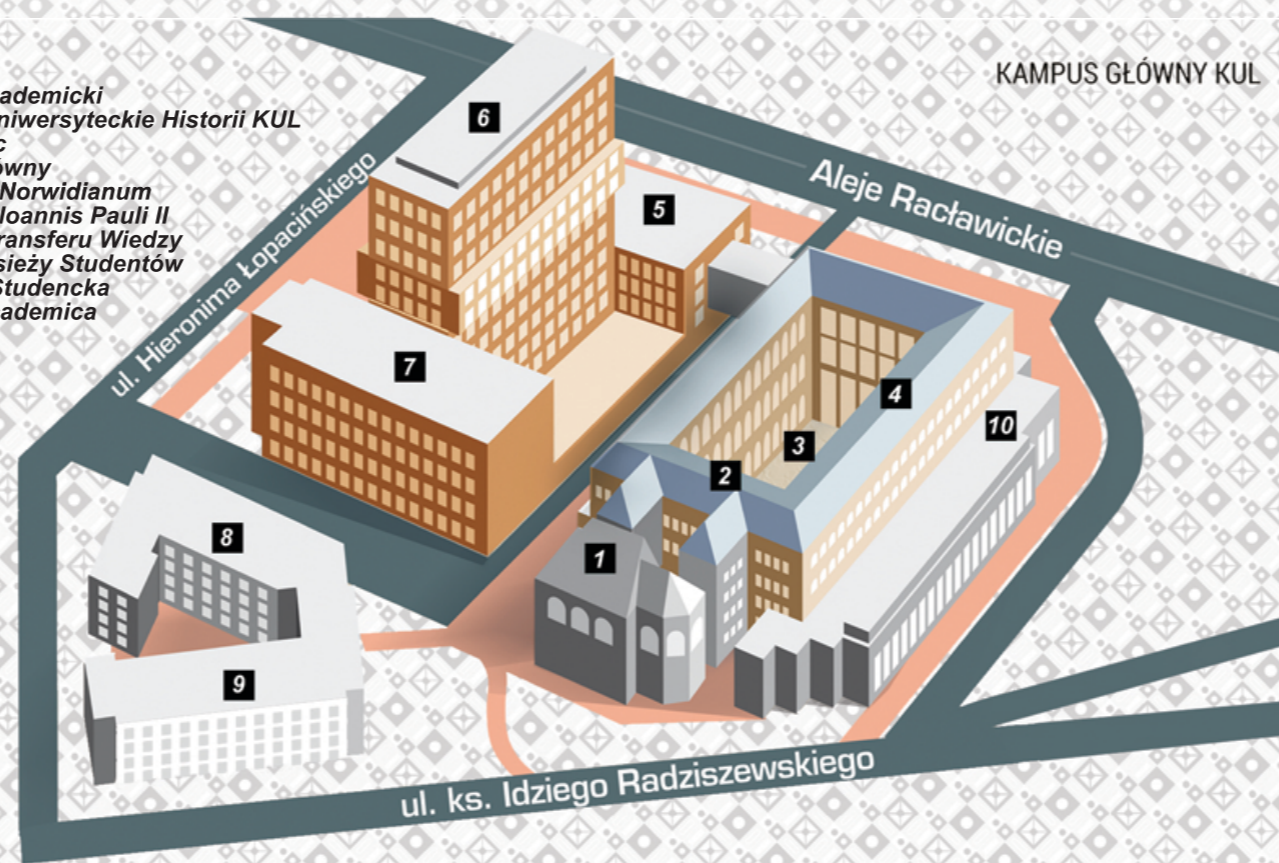 KAMPUS GŁÓWNY KUL
ademicki
niwersyteckie Historii KUL
c
ówny
Norwidianum
Ioannis Pauli II
ransferu Wiedzy
sieży Studentów
Studencka
ademica
Aleje Racławickie
ul. Hieronima Łopacińskiego
ul. ks. Idziego Radziszewskiego
6
5
7
4
10
3
2
8
1
9